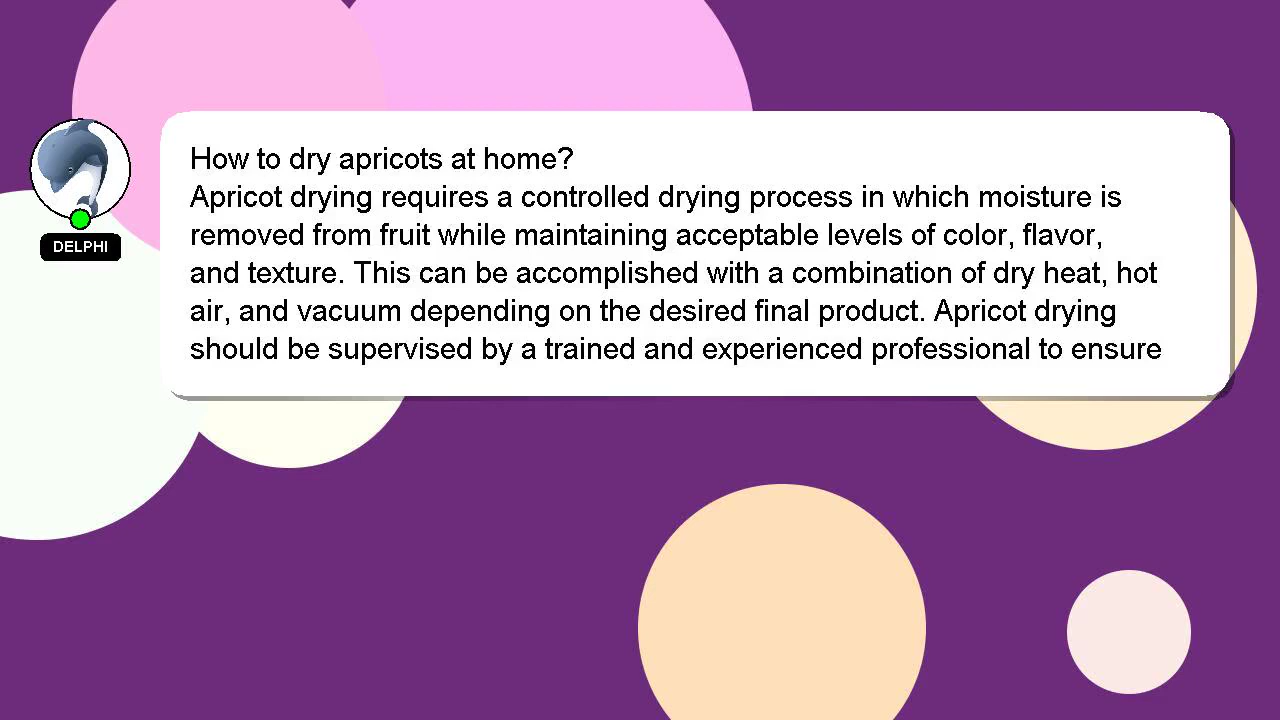 How to dry apricots at home?
Apricot drying requires a controlled drying process in which moisture is
removed from fruit while maintaining acceptable levels of color, flavor,
and texture. This can be accomplished with a combination of dry heat, hot
air, and vacuum depending on the desired final product. Apricot drying
should be supervised by a trained and experienced professional to ensure
DELPHI